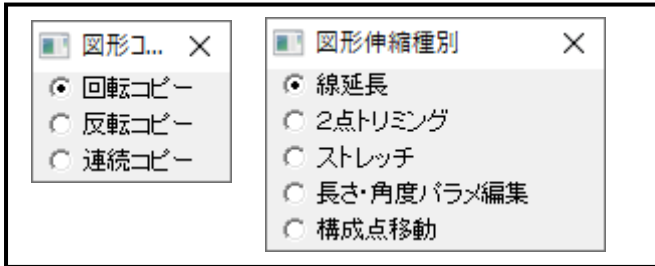 図形コ...
回転コピー
反転コピー
連続コピー
図形伸縮種別
線延長
2点トリミング
ストレッチ
長さ・角度パラメ編集
構成点移動